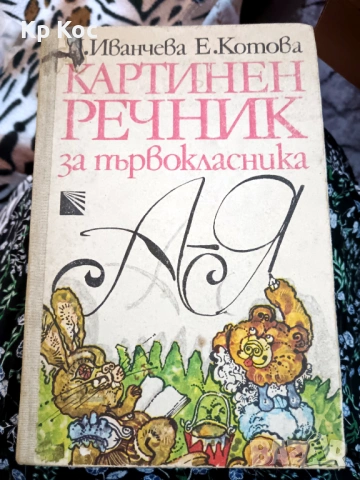 Кр Кос
Д.Иванчева Е.Котова
КАРТИНЕН
РЕЧНИК
за първокласника
А-Я